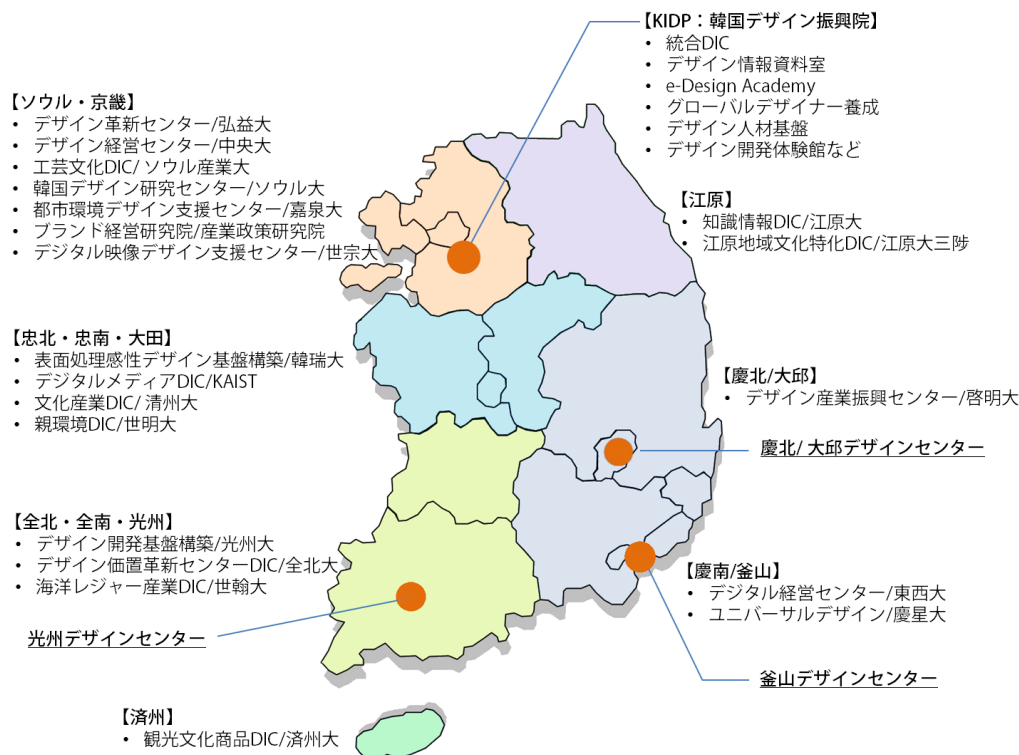 【KIDP：韓国デザイン振興院】
• 統合DIC
• デザイン情報資料室
• e-Design Academy
• グローバルデザイナー養成
• デザイン人材基盤
• デザイン開発体験館など
【ソウル・京畿】
• デザイン革新センター/弘益大
• デザイン経営センター/中央大
• 工芸文化DIC/ ソウル産業大
• 韓国デザイン研究センター/ソウル大
• 都市環境デザイン支援センター/嘉泉大
• ブランド経営研究院/産業政策研究院
• デジタル映像デザイン支援センター/世宗大
【江原】
• 知識情報DIC/江原大
• 江原地域文化特化DIC/江原大三陟
【忠北・忠南・大田】
• 表面処理感性デザイン基盤構築/韓瑞大
• デジタルメディアDIC/KAIST
• 文化産業DIC/ 清州大
• 親環境DIC/世明大
【慶北/大邱】
• デザイン産業振興センター/啓明大
慶北/ 大邱デザインセンター
【全北・全南・光州】
• デザイン開発基盤構築/光州大
• デザイン価置革新センターDIC/全北大
• 海洋レジャー産業DIC/世翰大
光州デザインセンター
【慶南/釜山】
• デジタル経営センター/東西大
• ユニバーサルデザイン/慶星大
釜山デザインセンター
【済州】
• 観光文化商品DIC/済州大